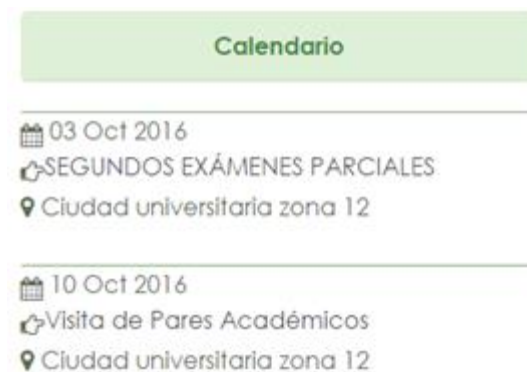 Calendario
03 Oct 2016
SEGUNDOS EXÁMENES PARCIALES
Ciudad universitaria zona 12
10 Oct 2016
Visita de Pares Académicos
Ciudad universitaria zona 12